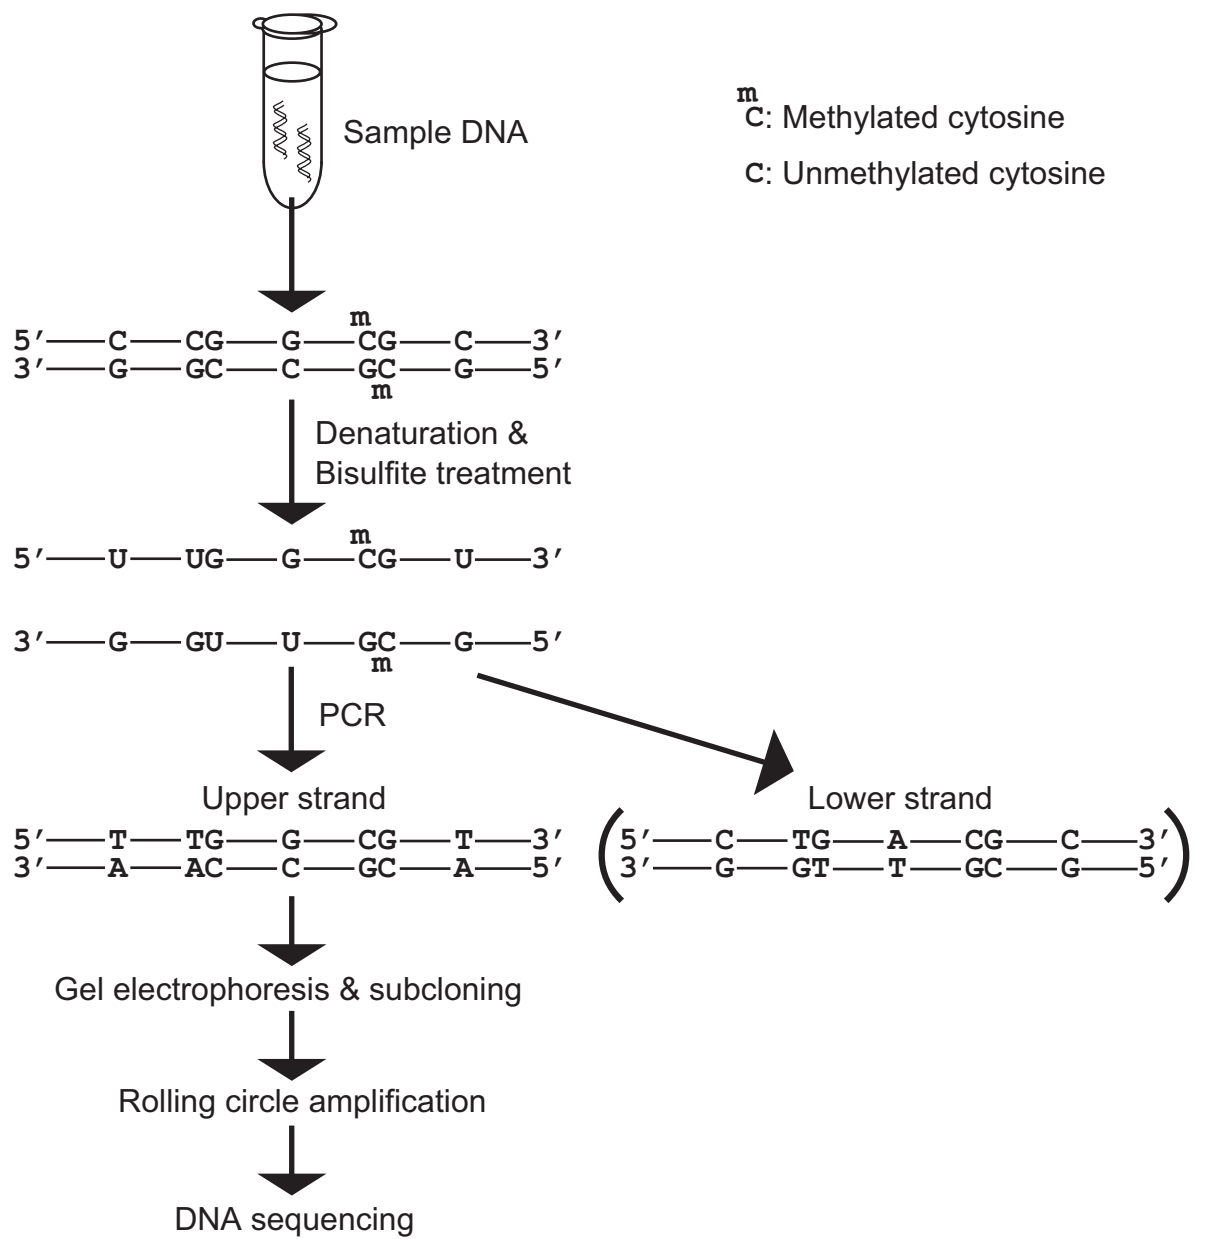 Sample DNA
m
C: Methylated cytosine
C: Unmethylated cytosine
m
5′ C CG G CG C 3′
3′ G GC C GC G 5′
m
Denaturation &
Bisulfite treatment
m
5′ U UG G CG U 3′
3′ G GU U GC G 5′
m
PCR
Upper strand
5′ T TG G CG T 3′
3′ A AC C GC A 5′
Lower strand
5′ C TG A CG C 3′
3′ G GT T GC G 5′
Gel electrophoresis & subcloning
Rolling circle amplification
DNA sequencing